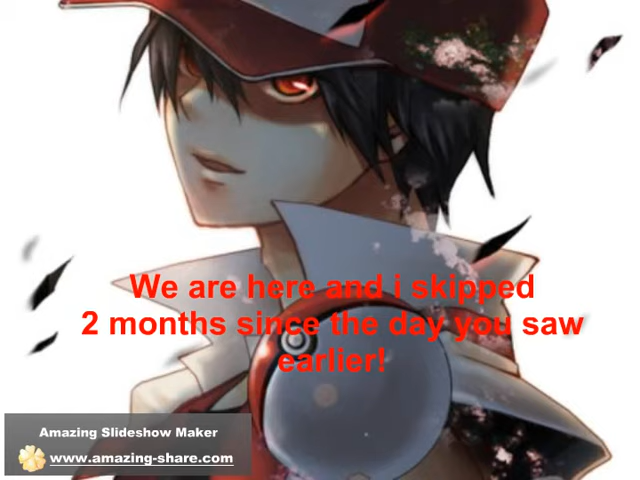 We are here and i skipped
2 months since the day you saw
earlier!
Amazing Slideshow Maker
www.amazing-share.com